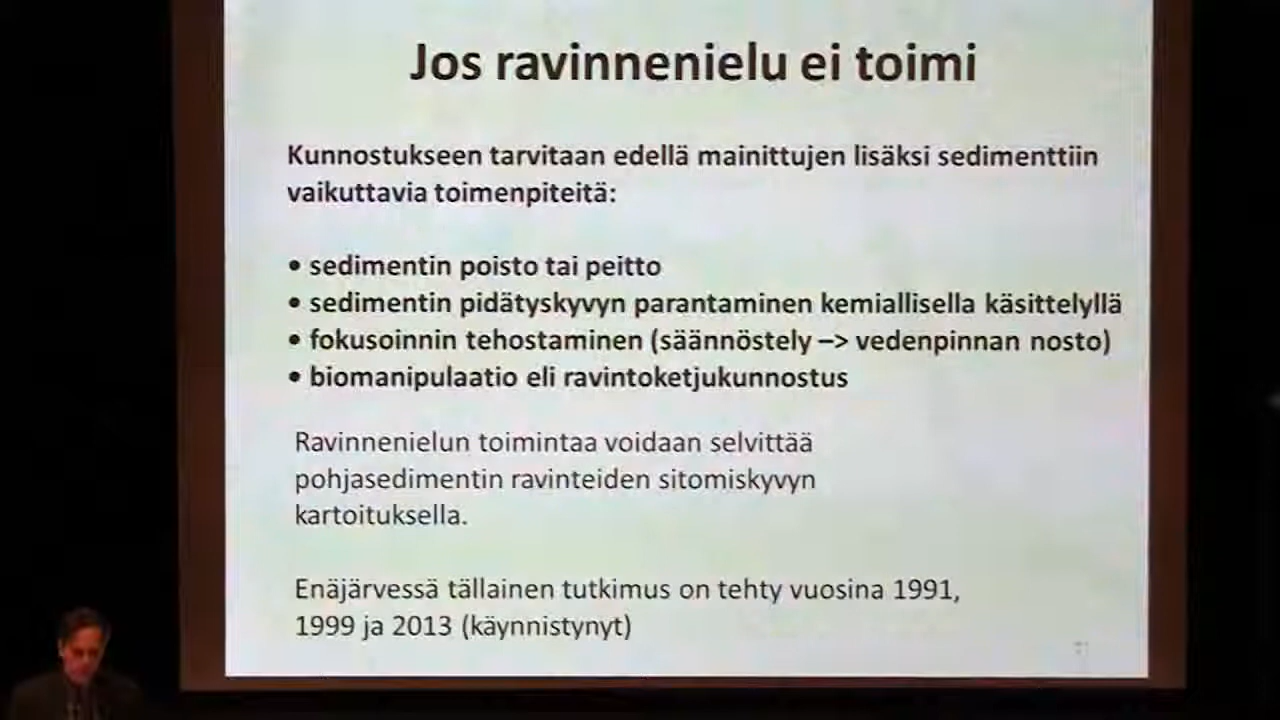 Jos ravinnenielu ei toimi
Kunnostukseen tarvitaan edellä mainittujen lisäksi sedimenttiin
vaikuttavia toimenpiteitä:
• sedimentin poisto tai peitto
• sedimentin pidätyskyvyn parantaminen kemiallisella käsittelyllä
• fokusoinnin tehostaminen (säännöstely –> vedenpinnan nosto)
• biomanipulaatio eli ravintoketjukunnostus
Ravinnenielun toimintaa voidaan selvittää
pohjasedimentin ravinteiden sitomiskyvyn
kartoituksella.
Enäjärvessä tällainen tutkimus on tehty vuosina 1991,
1999 ja 2013 (käynnistynyt)